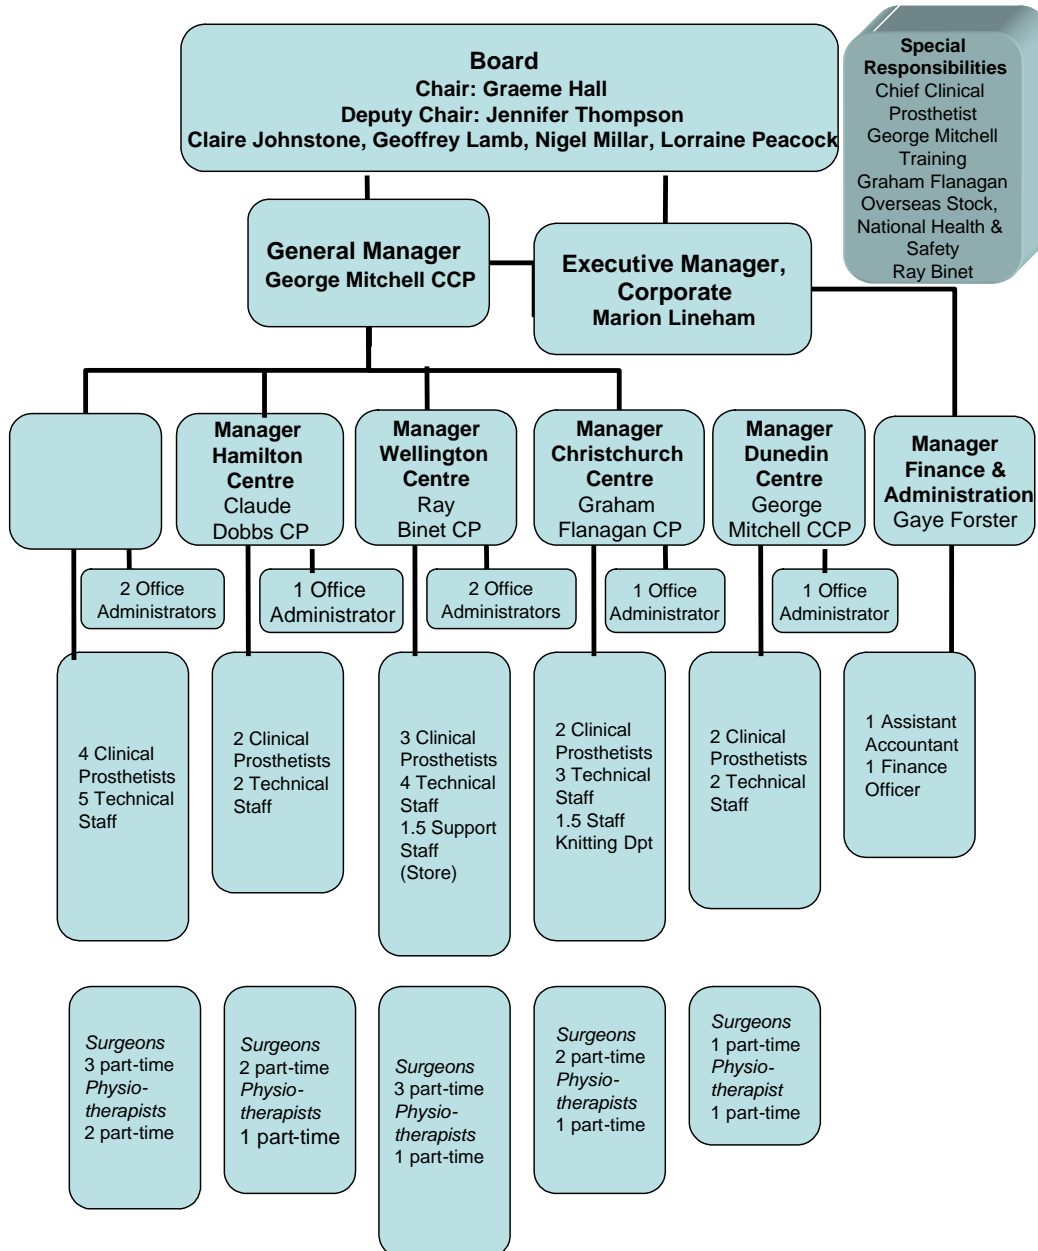 Board
Chair: Graeme Hall
Deputy Chair: Jennifer Thompson
Claire Johnstone, Geoffrey Lamb, Nigel Millar, Lorraine Peacock
Special
Responsibilities
Chief Clinical
Prosthetist
George Mitchell
Training
Graham Flanagan
Overseas Stock,
National Health &
Safety
Ray Binet
General Manager
George Mitchell CCP
Executive Manager,
Corporate
Marion Lineham
Manager
Hamilton
Centre
Claude
Dobbs CP
Manager
Wellington
Centre
Ray
Binet CP
Manager
Christchurch
Centre
Graham
Flanagan CP
Manager
Dunedin
Centre
George
Mitchell CCP
Manager
Finance &
Administration
Gaye Forster
2 Office
Administrators
1 Office
Administrator
2 Office
Administrators
1 Office
Administrator
1 Office
Administrator
4 Clinical
Prosthetists
5 Technical
Staff
2 Clinical
Prosthetists
2 Technical
Staff
3 Clinical
Prosthetists
4 Technical
Staff
1.5 Support
Staff
(Store)
2 Clinical
Prosthetists
3 Technical
Staff
1.5 Staff
Knitting Dpt
2 Clinical
Prosthetists
2 Technical
Staff
1 Assistant
Accountant
1 Finance
Officer
Surgeons
3 part-time
Physio-
therapists
2 part-time
Surgeons
2 part-time
Physio-
therapists
1 part-time
Surgeons
3 part-time
Physio-
therapists
1 part-time
Surgeons
2 part-time
Physio-
therapists
1 part-time
Surgeons
1 part-time
Physio-
therapist
1 part-time